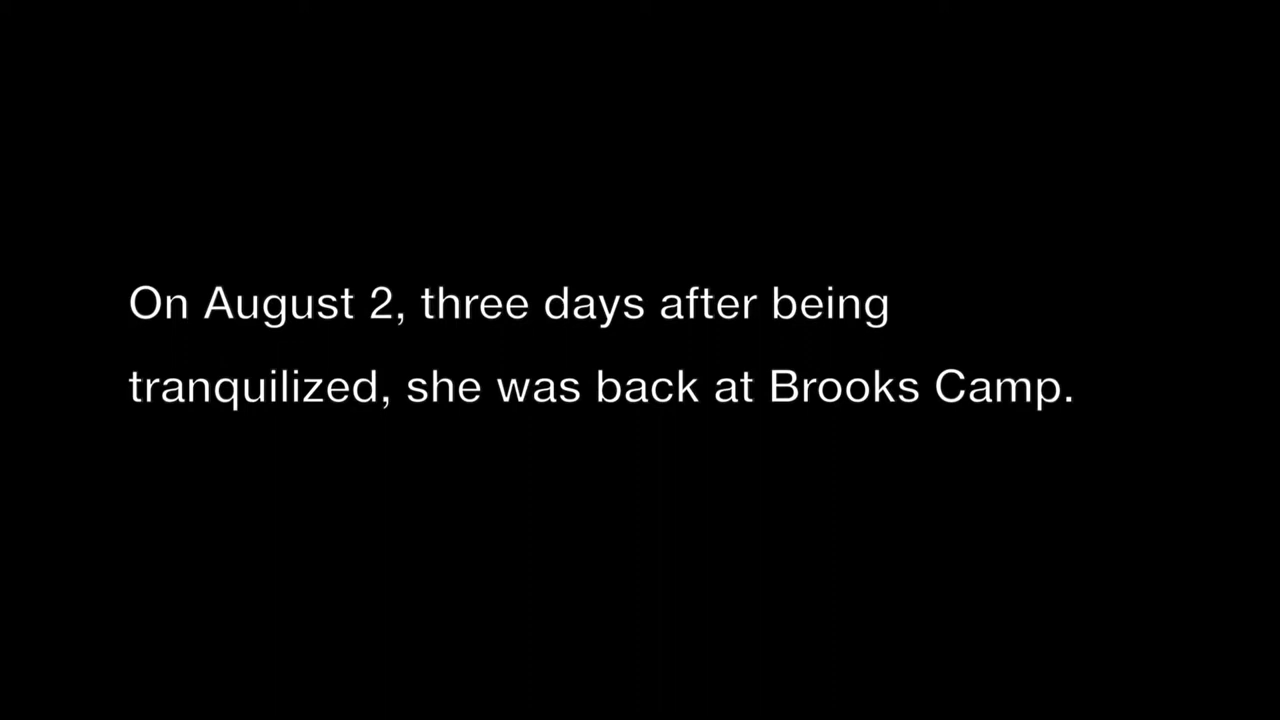 On August 2, three days after being
tranquilized, she was back at Brooks Camp.